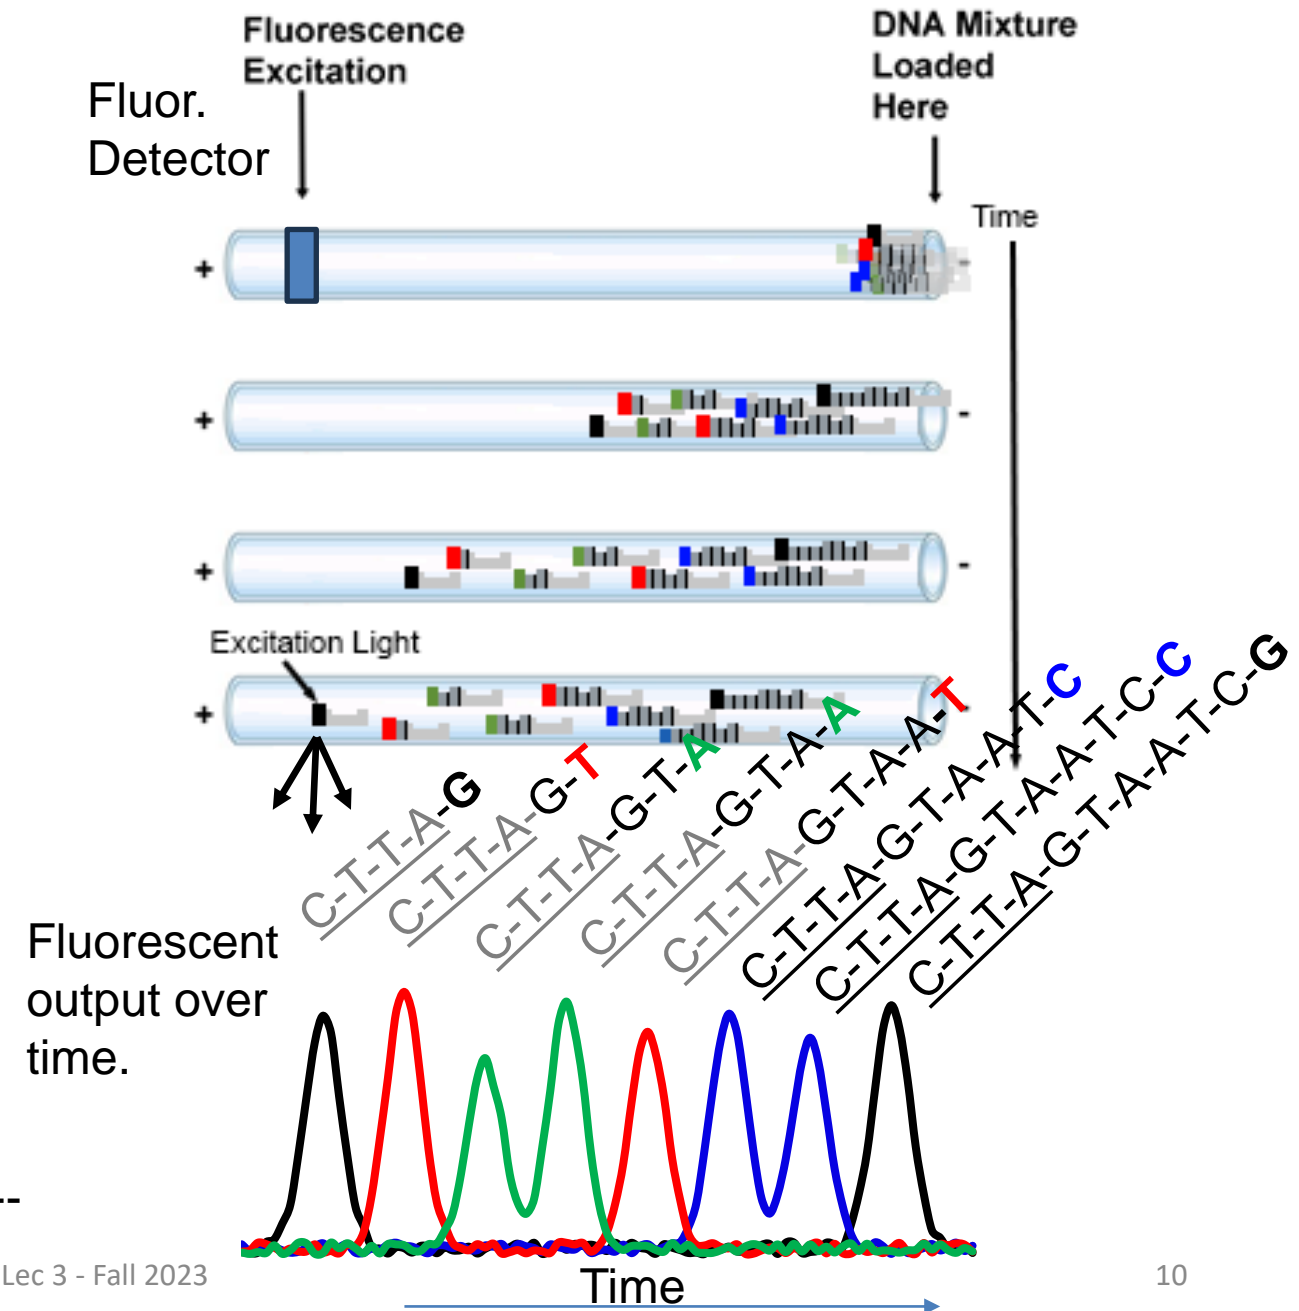 Fluorescence
Excitation
DNA Mixture
Loaded
Here
Fluor.
Detector
Time
+ -
+ -
+ -
Excitation Light
+ -
C-T-T-A-G
C-T-T-A-G-T
C-T-T-A-G-T-A
C-T-T-A-G-T-A-A
C-T-T-A-G-T-A-A-T
C-T-T-A-G-T-A-A-T-C
C-T-T-A-G-T-A-A-T-C-C
C-T-T-A-G-T-A-A-T-C-G
Fluorescent
output over
time.
--
Time
Lec 3 - Fall 2023
10